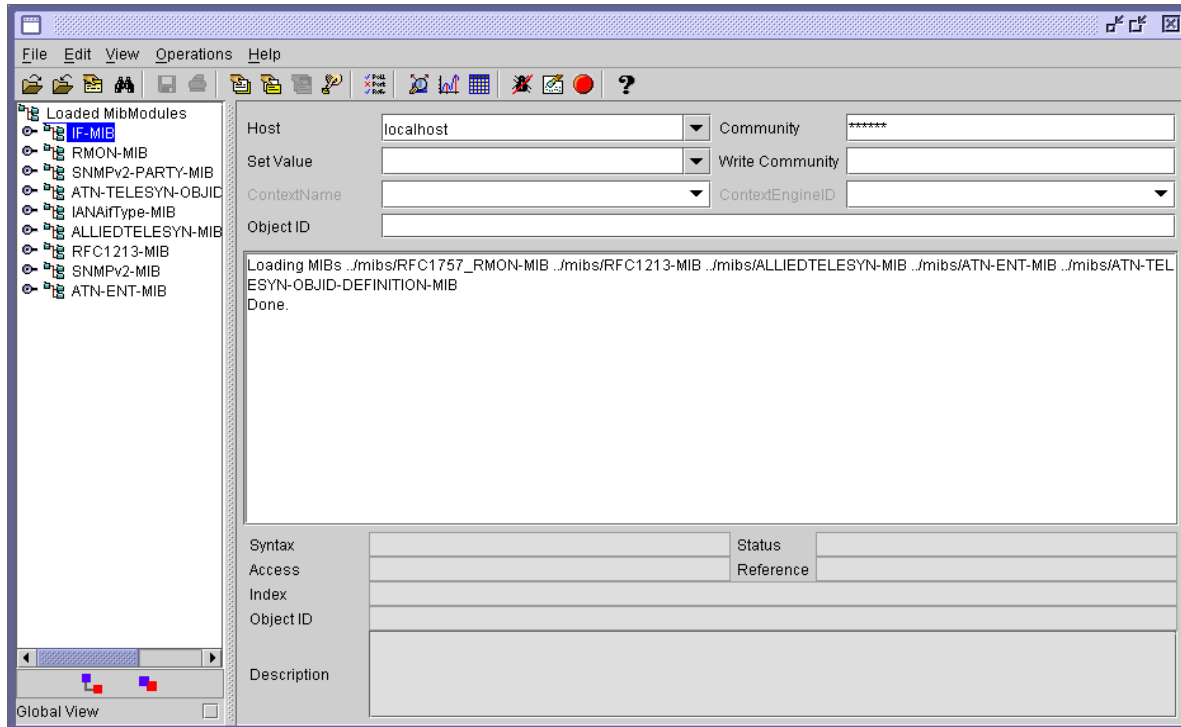 File Edit View Operations Help
?
Loaded MibModules
IF-MIB
RMON-MIB
SNMPv2-PARTY-MIB
ATN-TELESYN-OBJID
IANAifType-MIB
ALLIEDTELESYN-MIB
RFC1213-MIB
SNMPv2-MIB
ATN-ENT-MIB
Global View
Host localhost Community ******
Set Value Write Community
ContextName ContextEngineID
Object ID
Loading MIBs ../mibs/RFC1757_RMON-MIB ../mibs/RFC1213-MIB ../mibs/ALLIEDTELESYN-MIB ../mibs/ATN-ENT-MIB ../mibs/ATN-TEL
ESYN-OBJID-DEFINITION-MIB
Done.
Syntax Status
Access Reference
Index
Object ID
Description